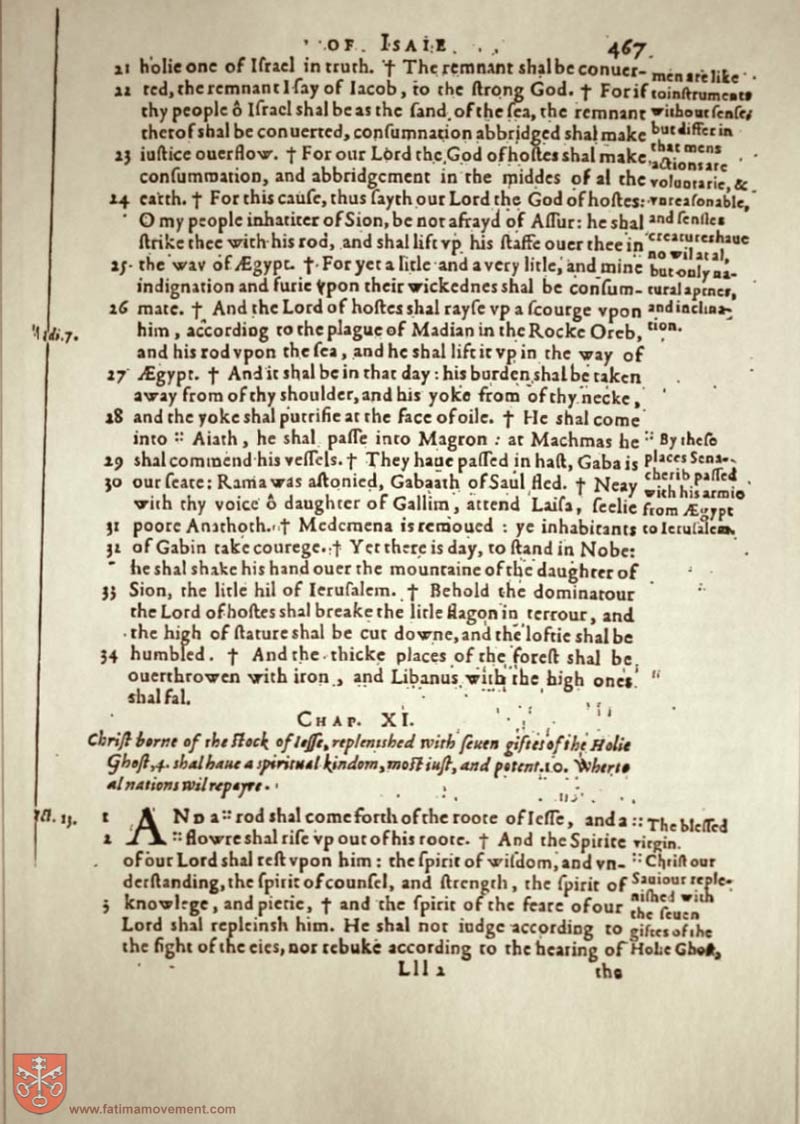 OF ISAIE.
467.
21 holie one of Iſrael in truth. † The remnant shal be conuer-
22 ted, the remnant I ſay of Iacob, to the ſtrong God. † For if
thy people ô Iſrael shal be as the ſand of the ſea, the remnant
therof shal be conuerted, conſumnation abbridged shal make
23 iuſtice ouerflow. † For our Lord the God of hoſtes shal make
conſummation, and abbridgement in the middes of al the
24 earth. † For this cauſe, thus ſayth our Lord the God of hoſtes:
O my people inhatiter of Sion, be not afrayd of Aſſur: he shal
ſtrike thee with his rod, and shal lift vp his ſtaffe ouer thee in
25 the way of Ægypt. † For yet a litle and a very litle, and mine
indignation and furie vpon their wickednes shal be conſum-
26 mate. † And the Lord of hoſtes shal rayſe vp a ſcourge vpon
him, according to the plague of Madian in the Rocke Oreb,
and his rod vpon the ſea, and he shal lift it vp in the way of
27 Ægypt. † And it shal be in that day: his burden shal be taken
away from of thy shoulder, and his yoke from of thy necke,
28 and the yoke shal putrifie at the face of oile. † He shal come
into :: Aiath, he shal paſſe into Magron: at Machmas he
29 shal commend his veſſels. † They haue paſſed in haſt, Gaba is
30 our ſeate: Rama was aſtonied, Gabaath of Saul fled. † Neay
with thy voice ô daughter of Gallim, attend Laiſa, ſeelie
31 poore Anathoth. † Medemena is remoued: ye inhabitants
32 of Gabin take courege. † Yet there is day, to ſtand in Nobe:
he shal shake his hand ouer the mountaine of the daughter of
33 Sion, the litle hil of Ieruſalem. † Behold the dominatour
the Lord of hoſtes shal breake the litle flagon in terrour, and
the high of ſtature shal be cut downe, and the loftie shal be
34 humbled. † And the thicke places of the foreſt shal be
ouerthrowen with iron, and Libanus with the high ones
shal fal.
men are like
to inſtruments
without ſenſe,
but differ in
that mens
actions are
voluntarie, &
vnreaſonable,
and ſenſles
creatures haue
no wil at al,
but only na-
tural aptnes,
and inclina-
tion.
:: By theſe
places Sena-
cherib paſſed
with his armie
from Ægypt
to Ieruſalem.
7.
CHAP. XI.
Chriſt borne of the ſtock of Ieſſe, replenished with ſeuen giftes of the Holie
Ghoſt, 4. shal haue a spiritual kindom, moſt iuſt, and potent. 10. Wherto
al nations wil repayre.
13.
1 AND a :: rod shal come forth of the roote of Ieſſe, and a
2 :: flowre shal riſe vp out of his roote. † And the Spirite
of our Lord shal reſt vpon him: the ſpirit of wiſdom, and vn-
derſtanding, the ſpirit of counſel, and ſtrength, the ſpirit of
3 knowlege, and pietie, † and the ſpirit of the feare of our
Lord shal repleinsh him. He shal not iudge according to
the ſight of the eies, nor rebuke according to the hearing of
:: The bleſſed
virgin.
:: Chriſt our
Sauiour reple-
nished with
the ſeuen
giftes of the
Holie Ghoſt,
Lll 2
the
www.fatimamovement.com